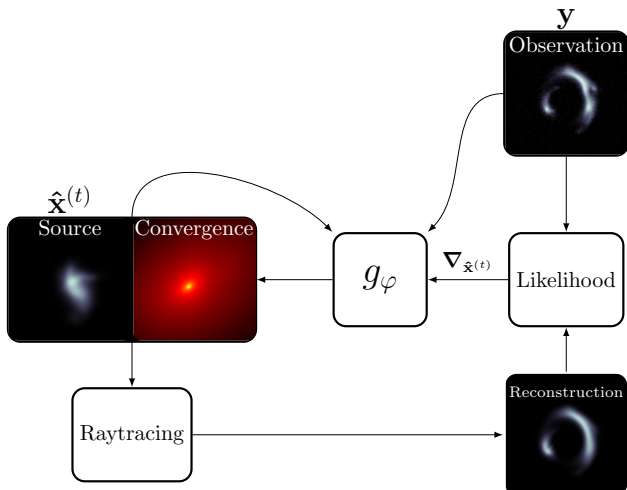 y
Observation
x̂⁽ᵗ⁾
Source
Convergence
g_φ
∇_x̂⁽ᵗ⁾
Likelihood
Raytracing
Reconstruction